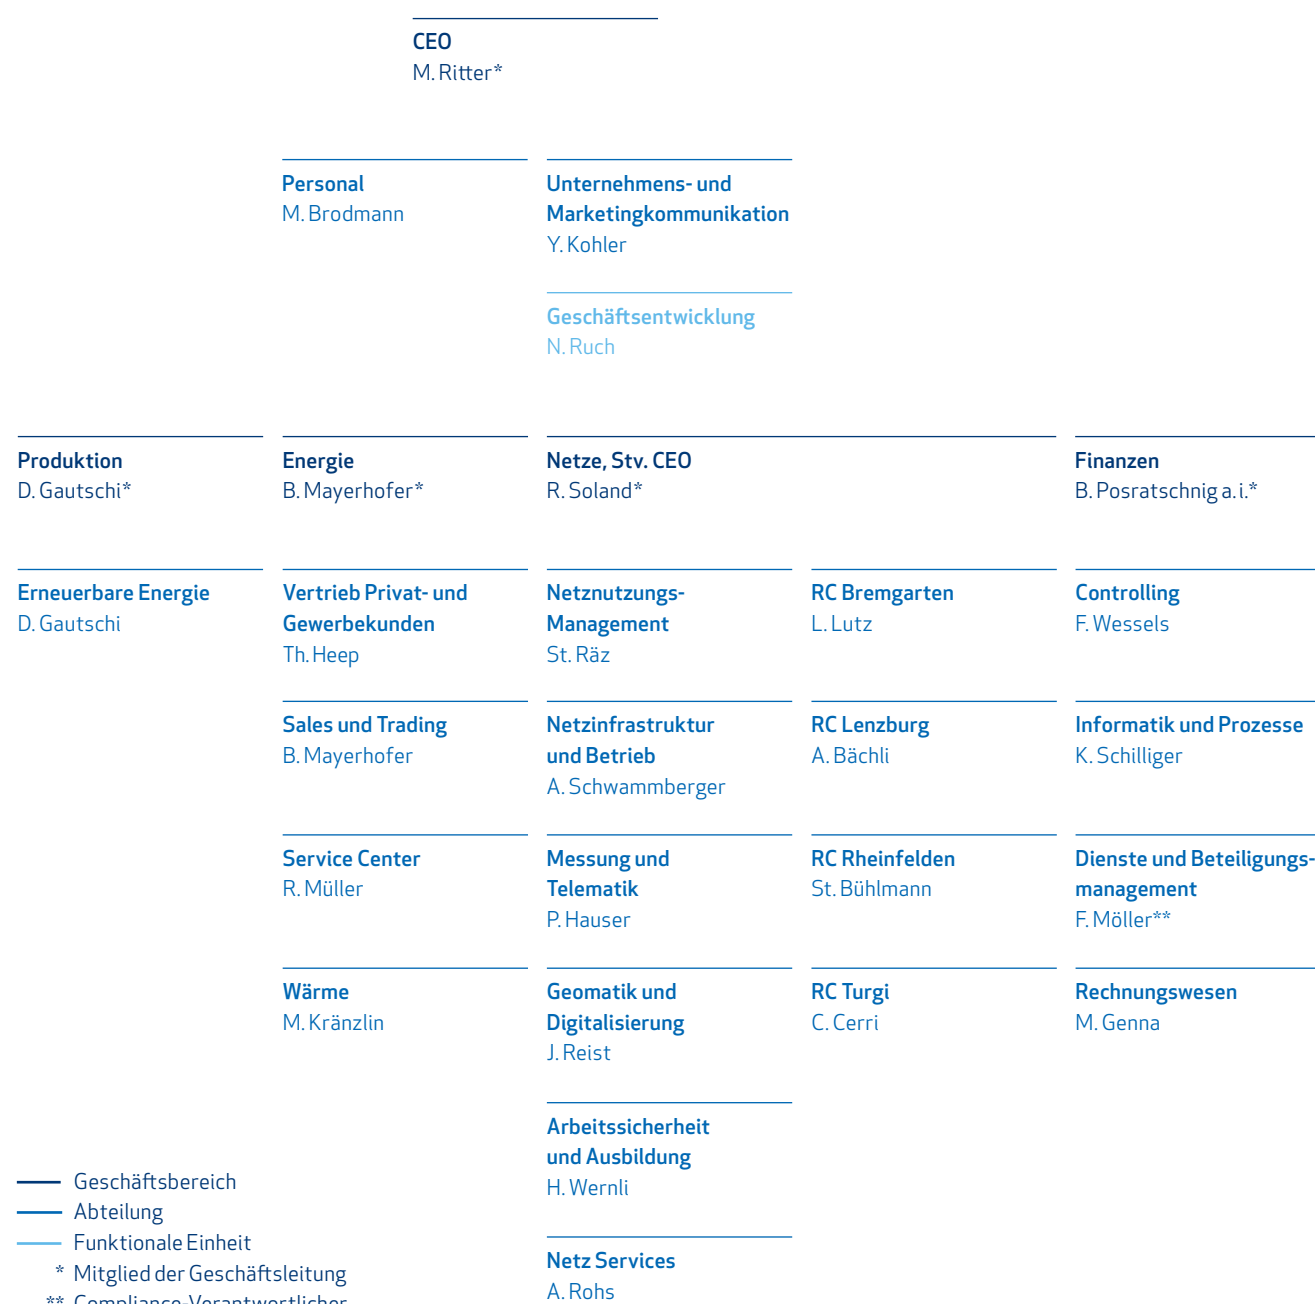 CEO
M. Ritter*
Personal
M. Brodmann
Unternehmens- und
Marketingkommunikation
Y. Kohler
Geschäftsentwicklung
N. Ruch
Produktion
D. Gautschi*
Energie
B. Mayerhofer*
Netze, Stv. CEO
R. Soland*
Finanzen
B. Posratschnig a. i.*
Erneuerbare Energie
D. Gautschi
Vertrieb Privat- und
Gewerbekunden
Th. Heep
Netznutzungs-
Management
St. Räz
RC Bremgarten
L. Lutz
Controlling
F. Wessels
Sales und Trading
B. Mayerhofer
Netzinfrastruktur
und Betrieb
A. Schwammberger
RC Lenzburg
A. Bächli
Informatik und Prozesse
K. Schilliger
Service Center
R. Müller
Messung und
Telematik
P. Hauser
RC Rheinfelden
St. Bühlmann
Dienste und Beteiligungs-
management
F. Möller**
Wärme
M. Kränzlin
Geomatik und
Digitalisierung
J. Reist
RC Turgi
C. Cerri
Rechnungswesen
M. Genna
Arbeitssicherheit
und Ausbildung
H. Wernli
Netz Services
A. Rohs
Geschäftsbereich
Abteilung
Funktionale Einheit
* Mitglied der Geschäftsleitung
** Compliance-Verantwortlicher